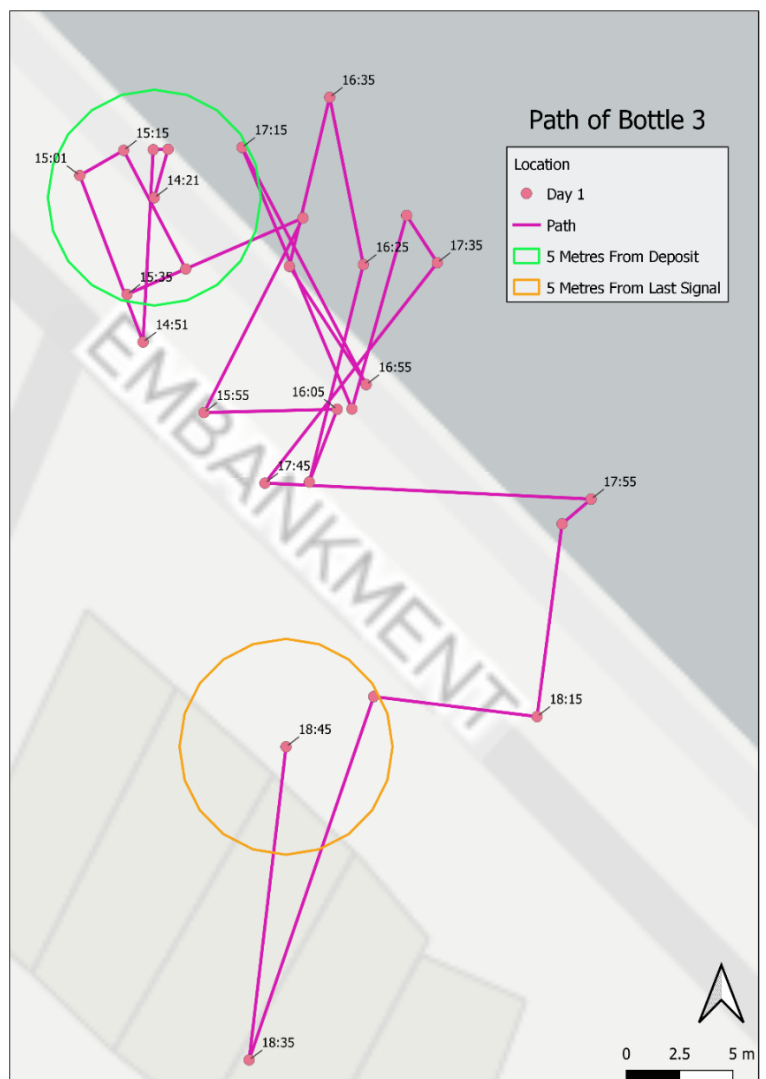 16:35
Path of Bottle 3
15:15
17:15
15:01
Location
Day 1
14:21
Path
16:25
17:35
5 Metres From Deposit
15:35
5 Metres From Last Signal
14:51
16:55
15:55
16:05
EMBANKMENT
17:45
17:55
18:15
18:45
18:35
0 2.5 5 m